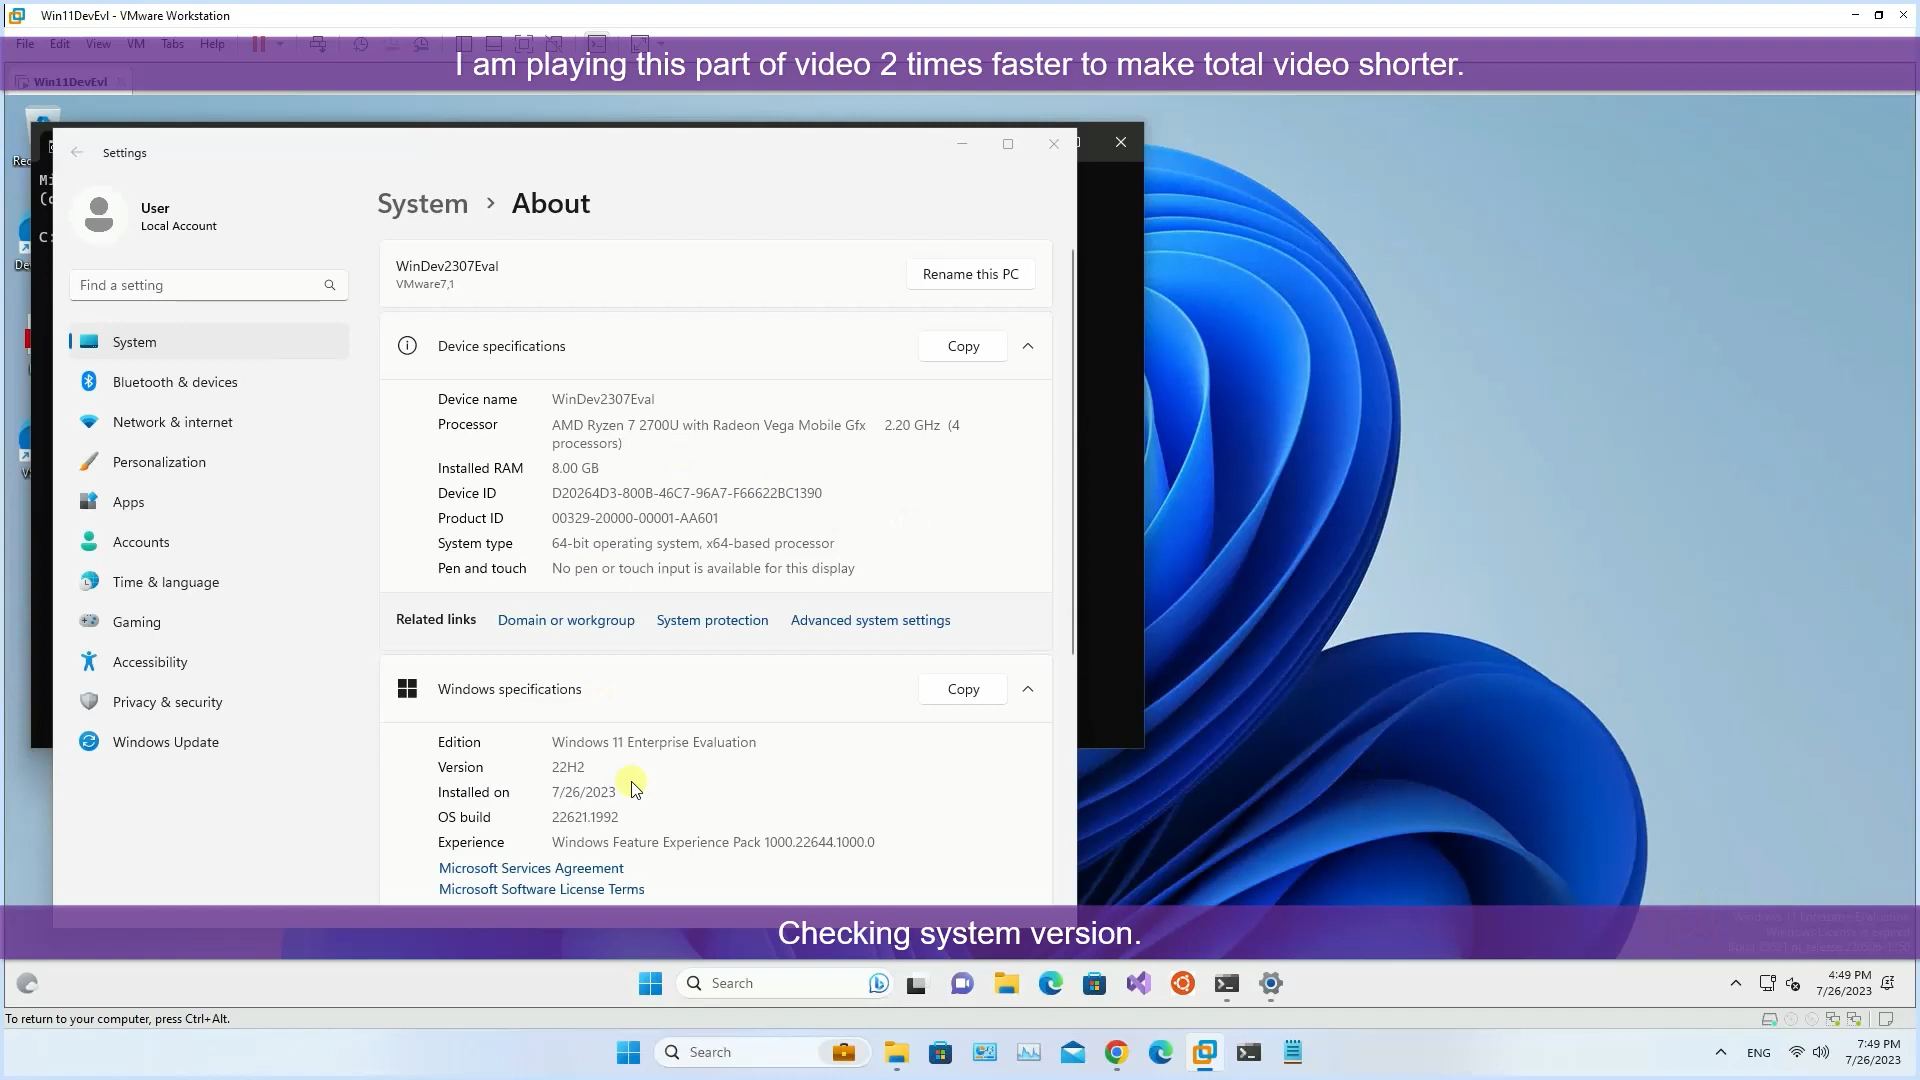 Win11DevEvl - VMware Workstation
File Edit View VM Tabs Help
I am playing this part of video 2 times faster to make total video shorter.
Win11DevEvl
Settings
User
Local Account
System > About
WinDev2307Eval
VMware7,1
Rename this PC
Find a setting
Device specifications
Copy
System
Bluetooth & devices
Network & internet
Personalization
Apps
Accounts
Time & language
Gaming
Accessibility
Privacy & security
Windows Update
Device name WinDev2307Eval
Processor AMD Ryzen 7 2700U with Radeon Vega Mobile Gfx 2.20 GHz (4
processors)
Installed RAM 8.00 GB
Device ID D20264D3-800B-46C7-96A7-F66622BC1390
Product ID 00329-20000-00001-AA601
System type 64-bit operating system, x64-based processor
Pen and touch No pen or touch input is available for this display
Related links Domain or workgroup System protection Advanced system settings
Windows specifications
Copy
Edition Windows 11 Enterprise Evaluation
Version 22H2
Installed on 7/26/2023
OS build 22621.1992
Experience Windows Feature Experience Pack 1000.22644.1000.0
Microsoft Services Agreement
Microsoft Software License Terms
Checking system version.
Search
4:49 PM
7/26/2023
To return to your computer, press Ctrl+Alt.
Search
ENG
7:49 PM
7/26/2023